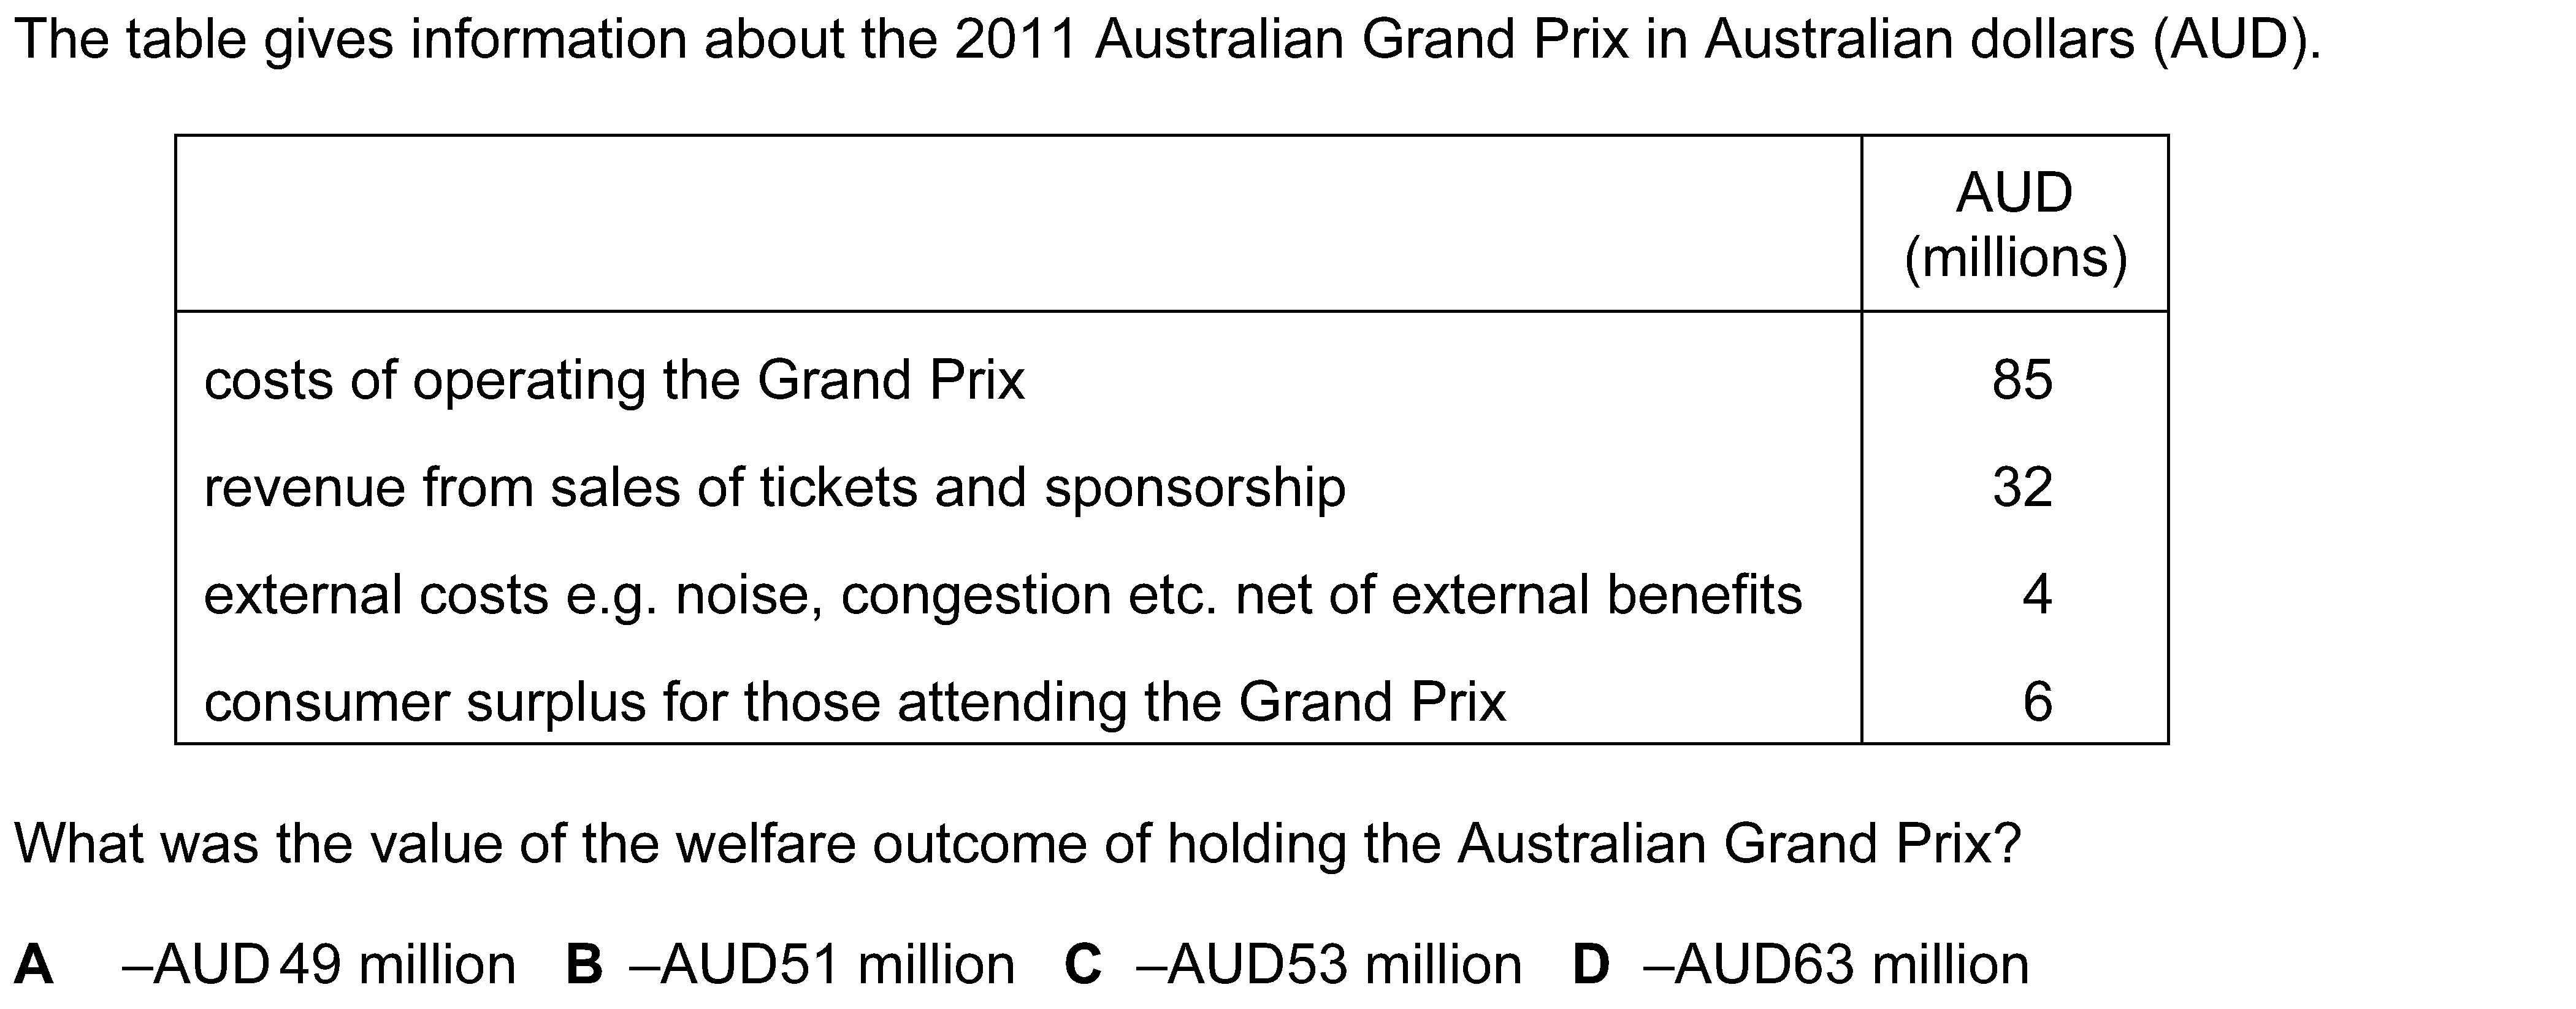 The table gives information about the 2011 Australian Grand Prix in Australian dollars (AUD).
AUD
(millions)
costs of operating the Grand Prix 85
revenue from sales of tickets and sponsorship 32
external costs e.g. noise, congestion etc. net of external benefits 4
consumer surplus for those attending the Grand Prix 6
What was the value of the welfare outcome of holding the Australian Grand Prix?
A –AUD 49 million B –AUD51 million C –AUD53 million D –AUD63 million